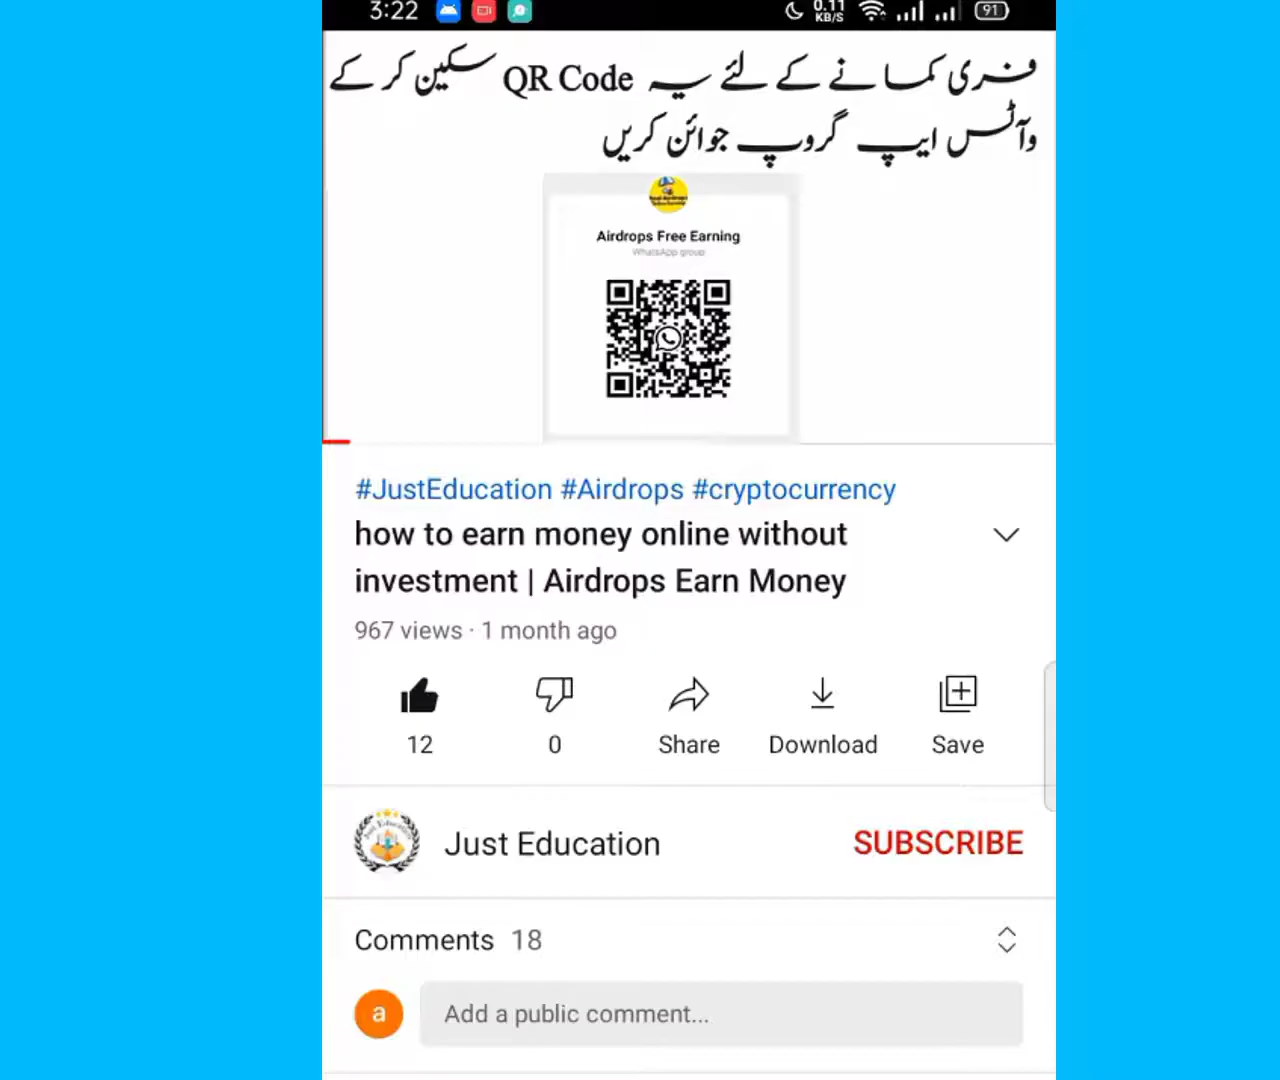 3:22
0.11 KB/S
91
فری کمانے کے لئے یہ QR Code سکین کر کے
وآٹس ایپ گروپ جوائن کریں
Airdrops Free Earning
WhatsApp group
#JustEducation #Airdrops #cryptocurrency
how to earn money online without
investment | Airdrops Earn Money
967 views · 1 month ago
12
0
Share
Download
Save
Just Education
SUBSCRIBE
Comments 18
a
Add a public comment...